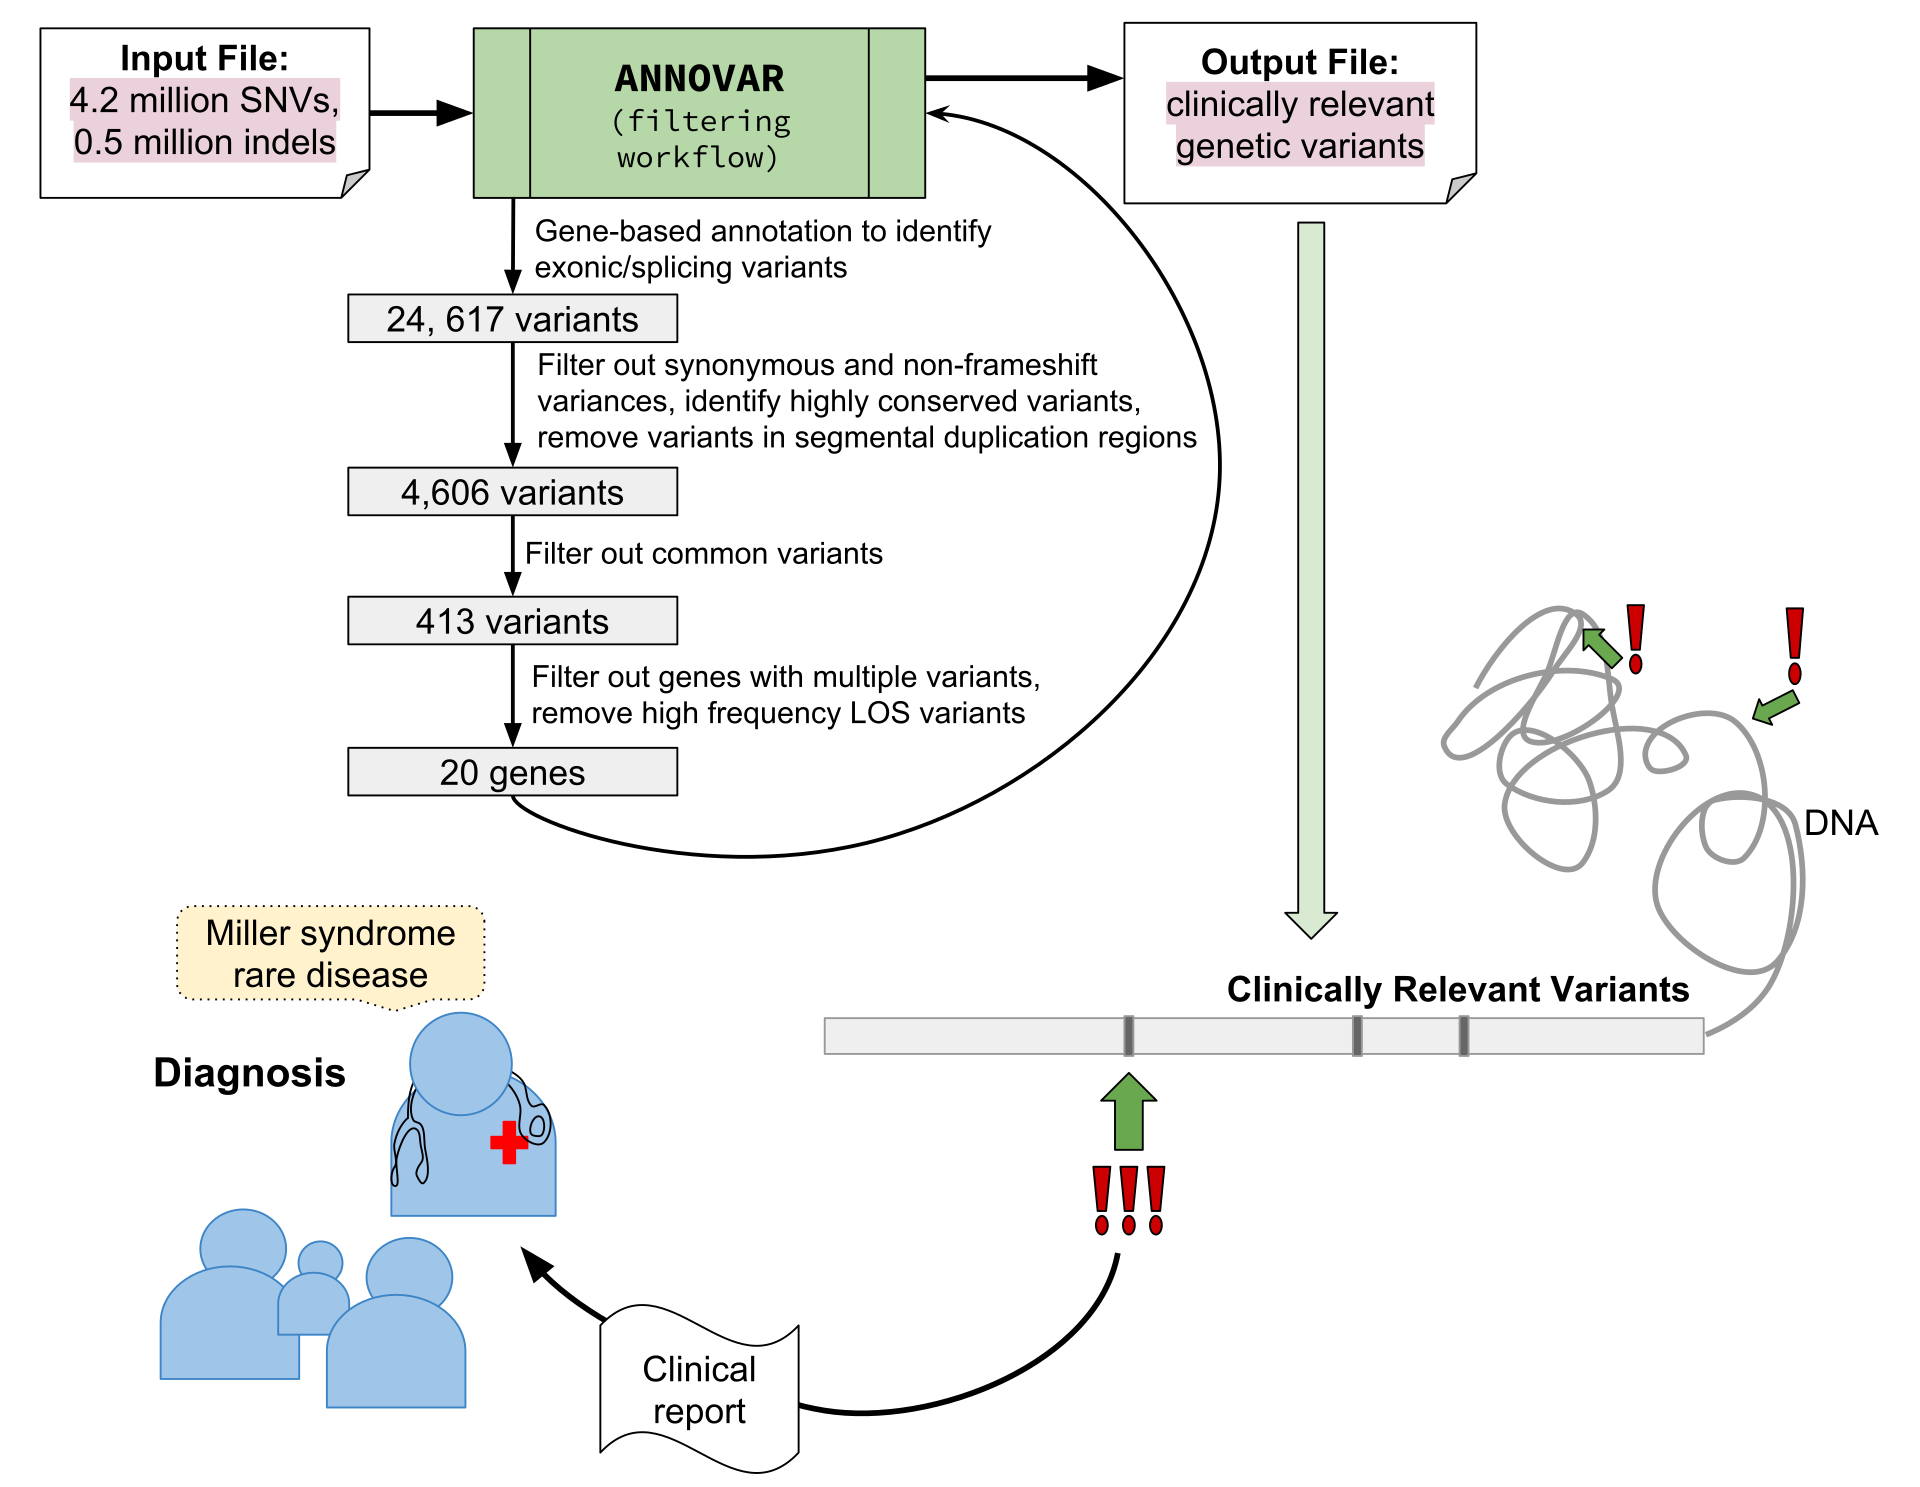 Input File:
4.2 million SNVs,
0.5 million indels
ANNOVAR
(filtering
workflow)
Output File:
clinically relevant
genetic variants
Gene-based annotation to identify
exonic/splicing variants
24, 617 variants
Filter out synonymous and non-frameshift
variances, identify highly conserved variants,
remove variants in segmental duplication regions
4,606 variants
Filter out common variants
413 variants
Filter out genes with multiple variants,
remove high frequency LOS variants
20 genes
DNA
Clinically Relevant Variants
Miller syndrome
rare disease
Diagnosis
!
!
!!!
Clinical
report